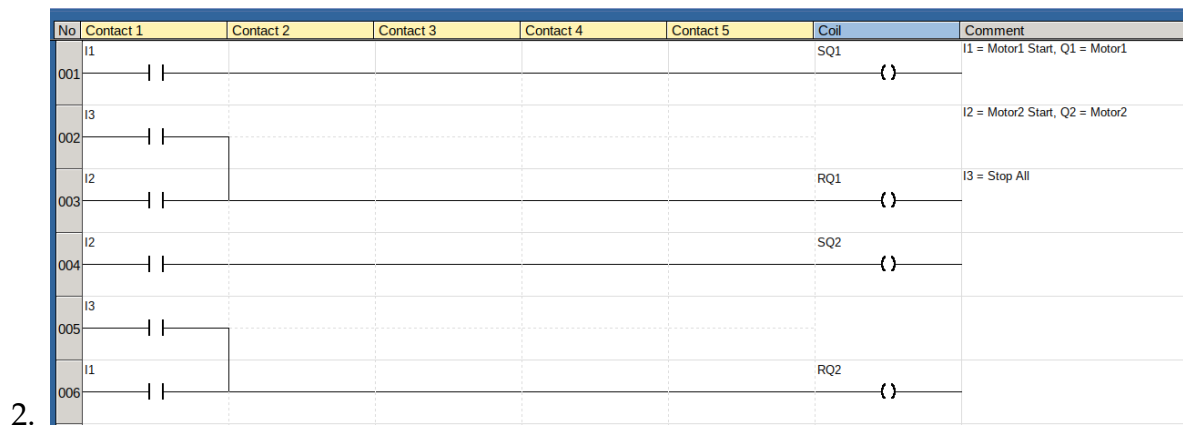 No Contact 1 Contact 2 Contact 3 Contact 4 Contact 5 Coil Comment
I1 SQ1 I1 = Motor1 Start, Q1 = Motor1
001
I3 I2 = Motor2 Start, Q2 = Motor2
002
I2 RQ1 I3 = Stop All
003
I2 SQ2
004
I3
005
I1 RQ2
006
2.